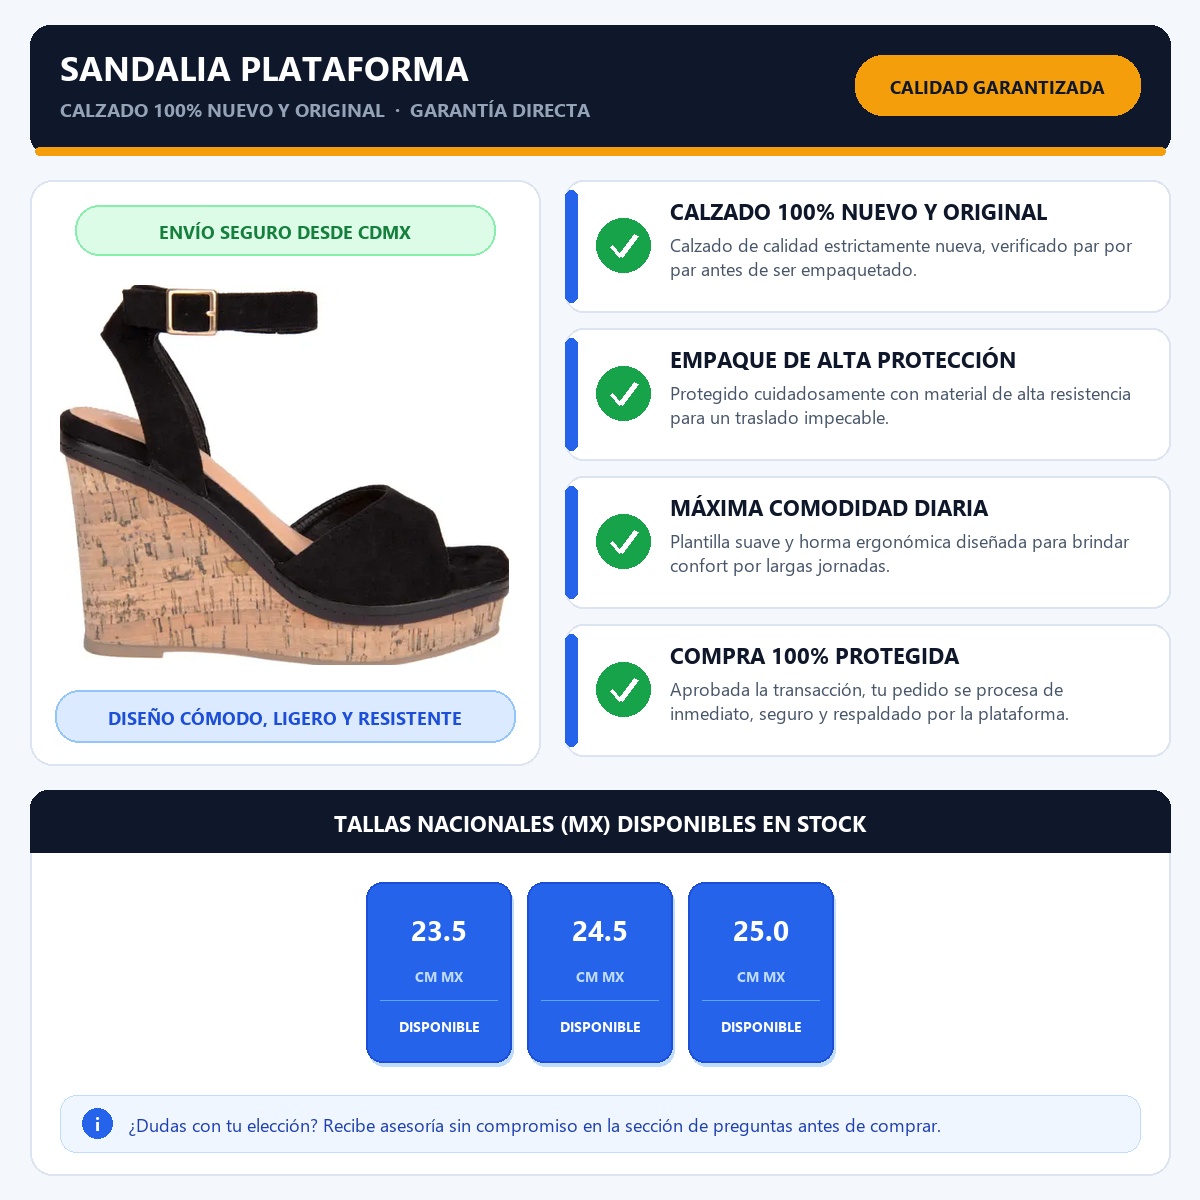 SANDALIA PLATAFORMA
CALZADO 100% NUEVO Y ORIGINAL · GARANTÍA DIRECTA
CALIDAD GARANTIZADA
ENVÍO SEGURO DESDE CDMX
DISEÑO CÓMODO, LIGERO Y RESISTENTE
CALZADO 100% NUEVO Y ORIGINAL
Calzado de calidad estrictamente nueva, verificado par por
par antes de ser empaquetado.
EMPAQUE DE ALTA PROTECCIÓN
Protegido cuidadosamente con material de alta resistencia
para un traslado impecable.
MÁXIMA COMODIDAD DIARIA
Plantilla suave y horma ergonómica diseñada para brindar
confort por largas jornadas.
COMPRA 100% PROTEGIDA
Aprobada la transacción, tu pedido se procesa de
inmediato, seguro y respaldado por la plataforma.
TALLAS NACIONALES (MX) DISPONIBLES EN STOCK
23.5
CM MX
DISPONIBLE
24.5
CM MX
DISPONIBLE
25.0
CM MX
DISPONIBLE
¿Dudas con tu elección? Recibe asesoría sin compromiso en la sección de preguntas antes de comprar.